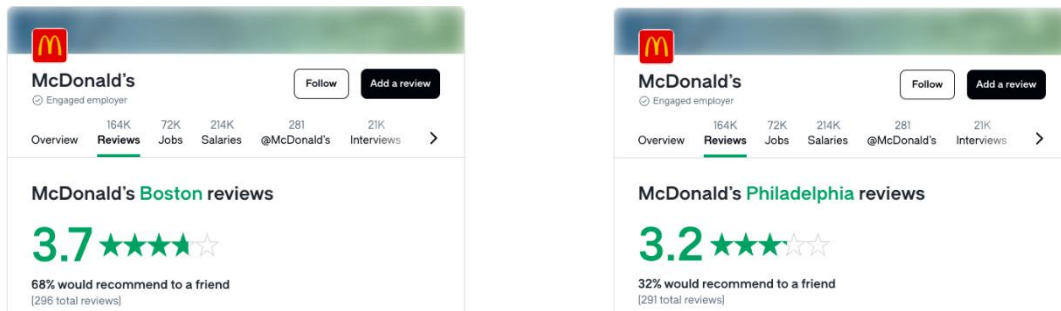 McDonald's
Follow
Add a review
Engaged employer
164K 72K 214K 281 21K
Overview Reviews Jobs Salaries @McDonald's Interviews
McDonald's Boston reviews
3.7
68% would recommend to a friend
(296 total reviews)
McDonald's
Follow
Add a review
Engaged employer
164K 72K 214K 281 21K
Overview Reviews Jobs Salaries @McDonald's Interviews
McDonald's Philadelphia reviews
3.2
32% would recommend to a friend
(291 total reviews)